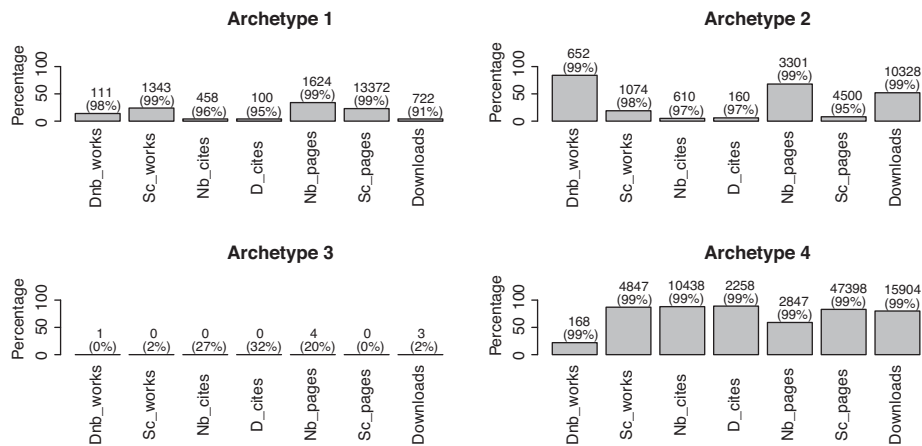 Archetype 1
Percentage
100
50
0
111
(98%)
1343
(99%)
458
(96%)
100
(95%)
1624
(99%)
13372
(99%)
722
(91%)
Dnb_works
Sc_works
Nb_cites
D_cites
Nb_pages
Sc_pages
Downloads
Archetype 2
Percentage
100
50
0
652
(99%)
1074
(98%)
610
(97%)
160
(97%)
3301
(99%)
4500
(95%)
10328
(99%)
Dnb_works
Sc_works
Nb_cites
D_cites
Nb_pages
Sc_pages
Downloads
Archetype 3
Percentage
100
50
0
1
(0%)
0
(2%)
0
(27%)
0
(32%)
4
(20%)
0
(0%)
3
(2%)
Dnb_works
Sc_works
Nb_cites
D_cites
Nb_pages
Sc_pages
Downloads
Archetype 4
Percentage
100
50
0
168
(99%)
4847
(99%)
10438
(99%)
2258
(99%)
2847
(99%)
47398
(99%)
15904
(99%)
Dnb_works
Sc_works
Nb_cites
D_cites
Nb_pages
Sc_pages
Downloads